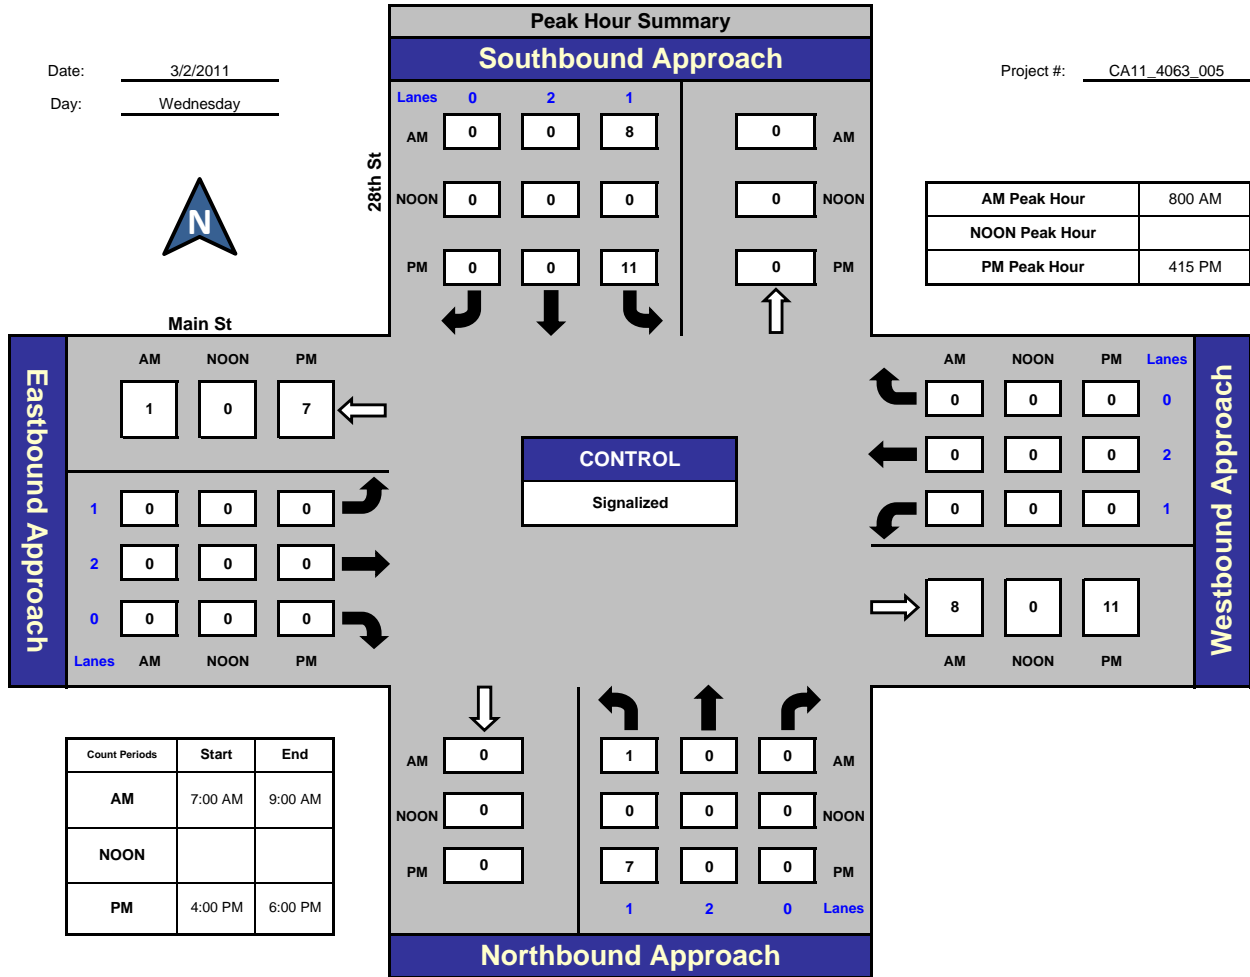 Peak Hour Summary
Southbound Approach
Date: 3/2/2011
Day: Wednesday
Project #: CA11_4063_005
N
28th St
Lanes 0 2 1
AM 0 0 8 0 AM
NOON 0 0 0 0 NOON
PM 0 0 11 0 PM
AM Peak Hour 800 AM
NOON Peak Hour
PM Peak Hour 415 PM
Main St
Eastbound Approach
AM NOON PM
1 0 7
1 0 0 0
2 0 0 0
0 0 0 0
Lanes AM NOON PM
CONTROL
Signalized
AM NOON PM Lanes
0 0 0 0
0 0 0 2
0 0 0 1
8 0 11
AM NOON PM
Westbound Approach
Count Periods Start End
AM 7:00 AM 9:00 AM
NOON
PM 4:00 PM 6:00 PM
AM 0 1 0 0 AM
NOON 0 0 0 0 NOON
PM 0 7 0 0 PM
1 2 0 Lanes
Northbound Approach